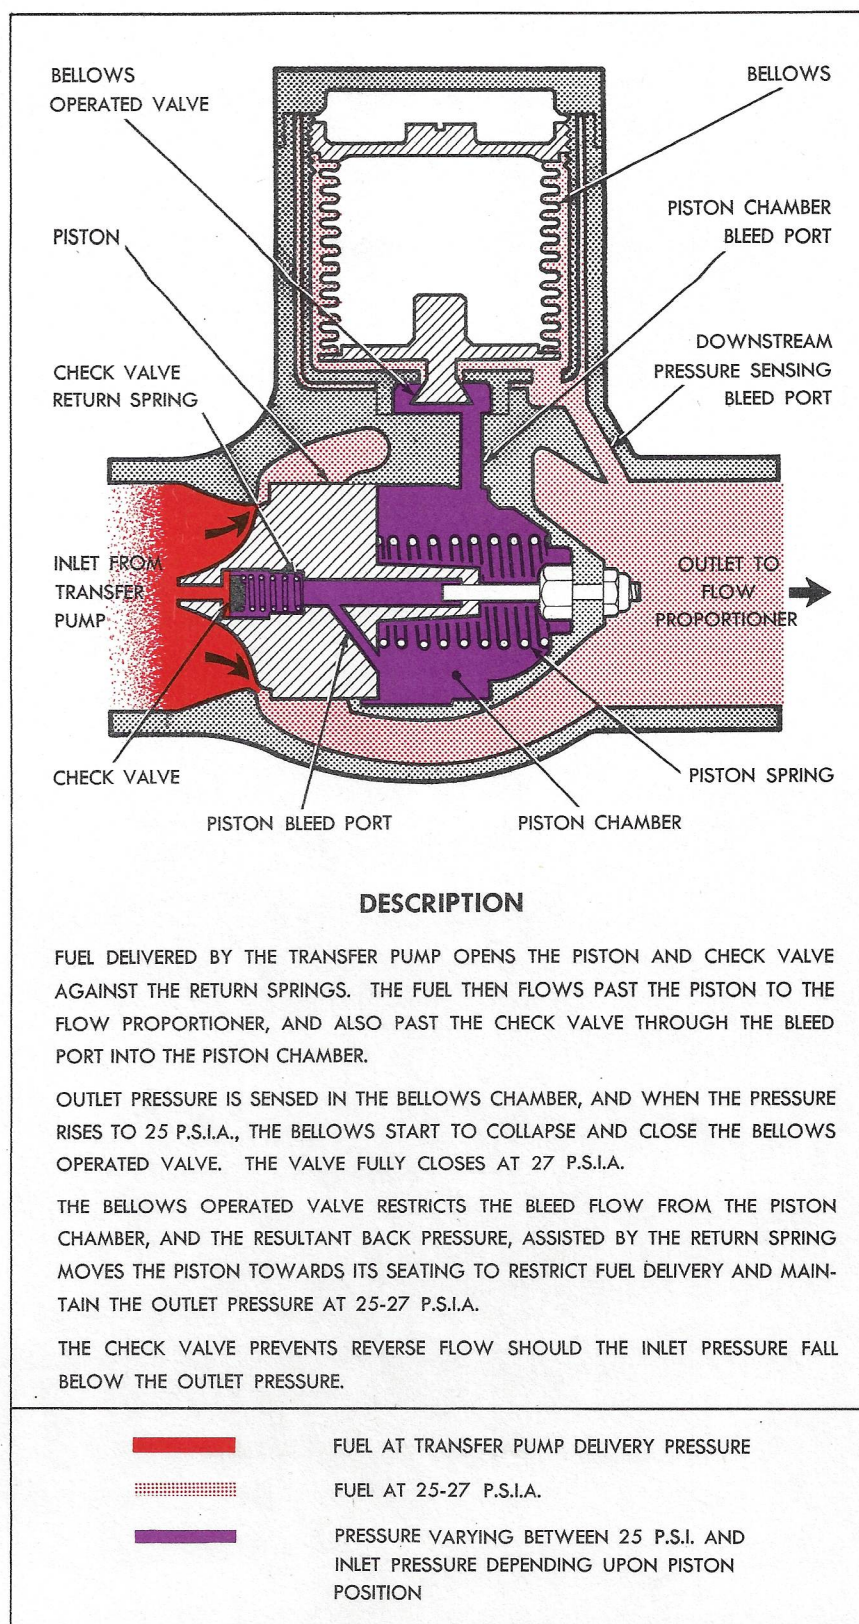 BELLOWS
OPERATED VALVE
BELLOWS
PISTON
PISTON CHAMBER
BLEED PORT
CHECK VALVE
RETURN SPRING
DOWNSTREAM
PRESSURE SENSING
BLEED PORT
INLET FROM
TRANSFER
PUMP
OUTLET TO
FLOW
PROPORTIONER
CHECK VALVE
PISTON SPRING
PISTON BLEED PORT
PISTON CHAMBER
DESCRIPTION
FUEL DELIVERED BY THE TRANSFER PUMP OPENS THE PISTON AND CHECK VALVE
AGAINST THE RETURN SPRINGS. THE FUEL THEN FLOWS PAST THE PISTON TO THE
FLOW PROPORTIONER, AND ALSO PAST THE CHECK VALVE THROUGH THE BLEED
PORT INTO THE PISTON CHAMBER.
OUTLET PRESSURE IS SENSED IN THE BELLOWS CHAMBER, AND WHEN THE PRESSURE
RISES TO 25 P.S.I.A., THE BELLOWS START TO COLLAPSE AND CLOSE THE BELLOWS
OPERATED VALVE. THE VALVE FULLY CLOSES AT 27 P.S.I.A.
THE BELLOWS OPERATED VALVE RESTRICTS THE BLEED FLOW FROM THE PISTON
CHAMBER, AND THE RESULTANT BACK PRESSURE, ASSISTED BY THE RETURN SPRING
MOVES THE PISTON TOWARDS ITS SEATING TO RESTRICT FUEL DELIVERY AND MAIN-
TAIN THE OUTLET PRESSURE AT 25-27 P.S.I.A.
THE CHECK VALVE PREVENTS REVERSE FLOW SHOULD THE INLET PRESSURE FALL
BELOW THE OUTLET PRESSURE.
FUEL AT TRANSFER PUMP DELIVERY PRESSURE
FUEL AT 25-27 P.S.I.A.
PRESSURE VARYING BETWEEN 25 P.S.I. AND
INLET PRESSURE DEPENDING UPON PISTON
POSITION